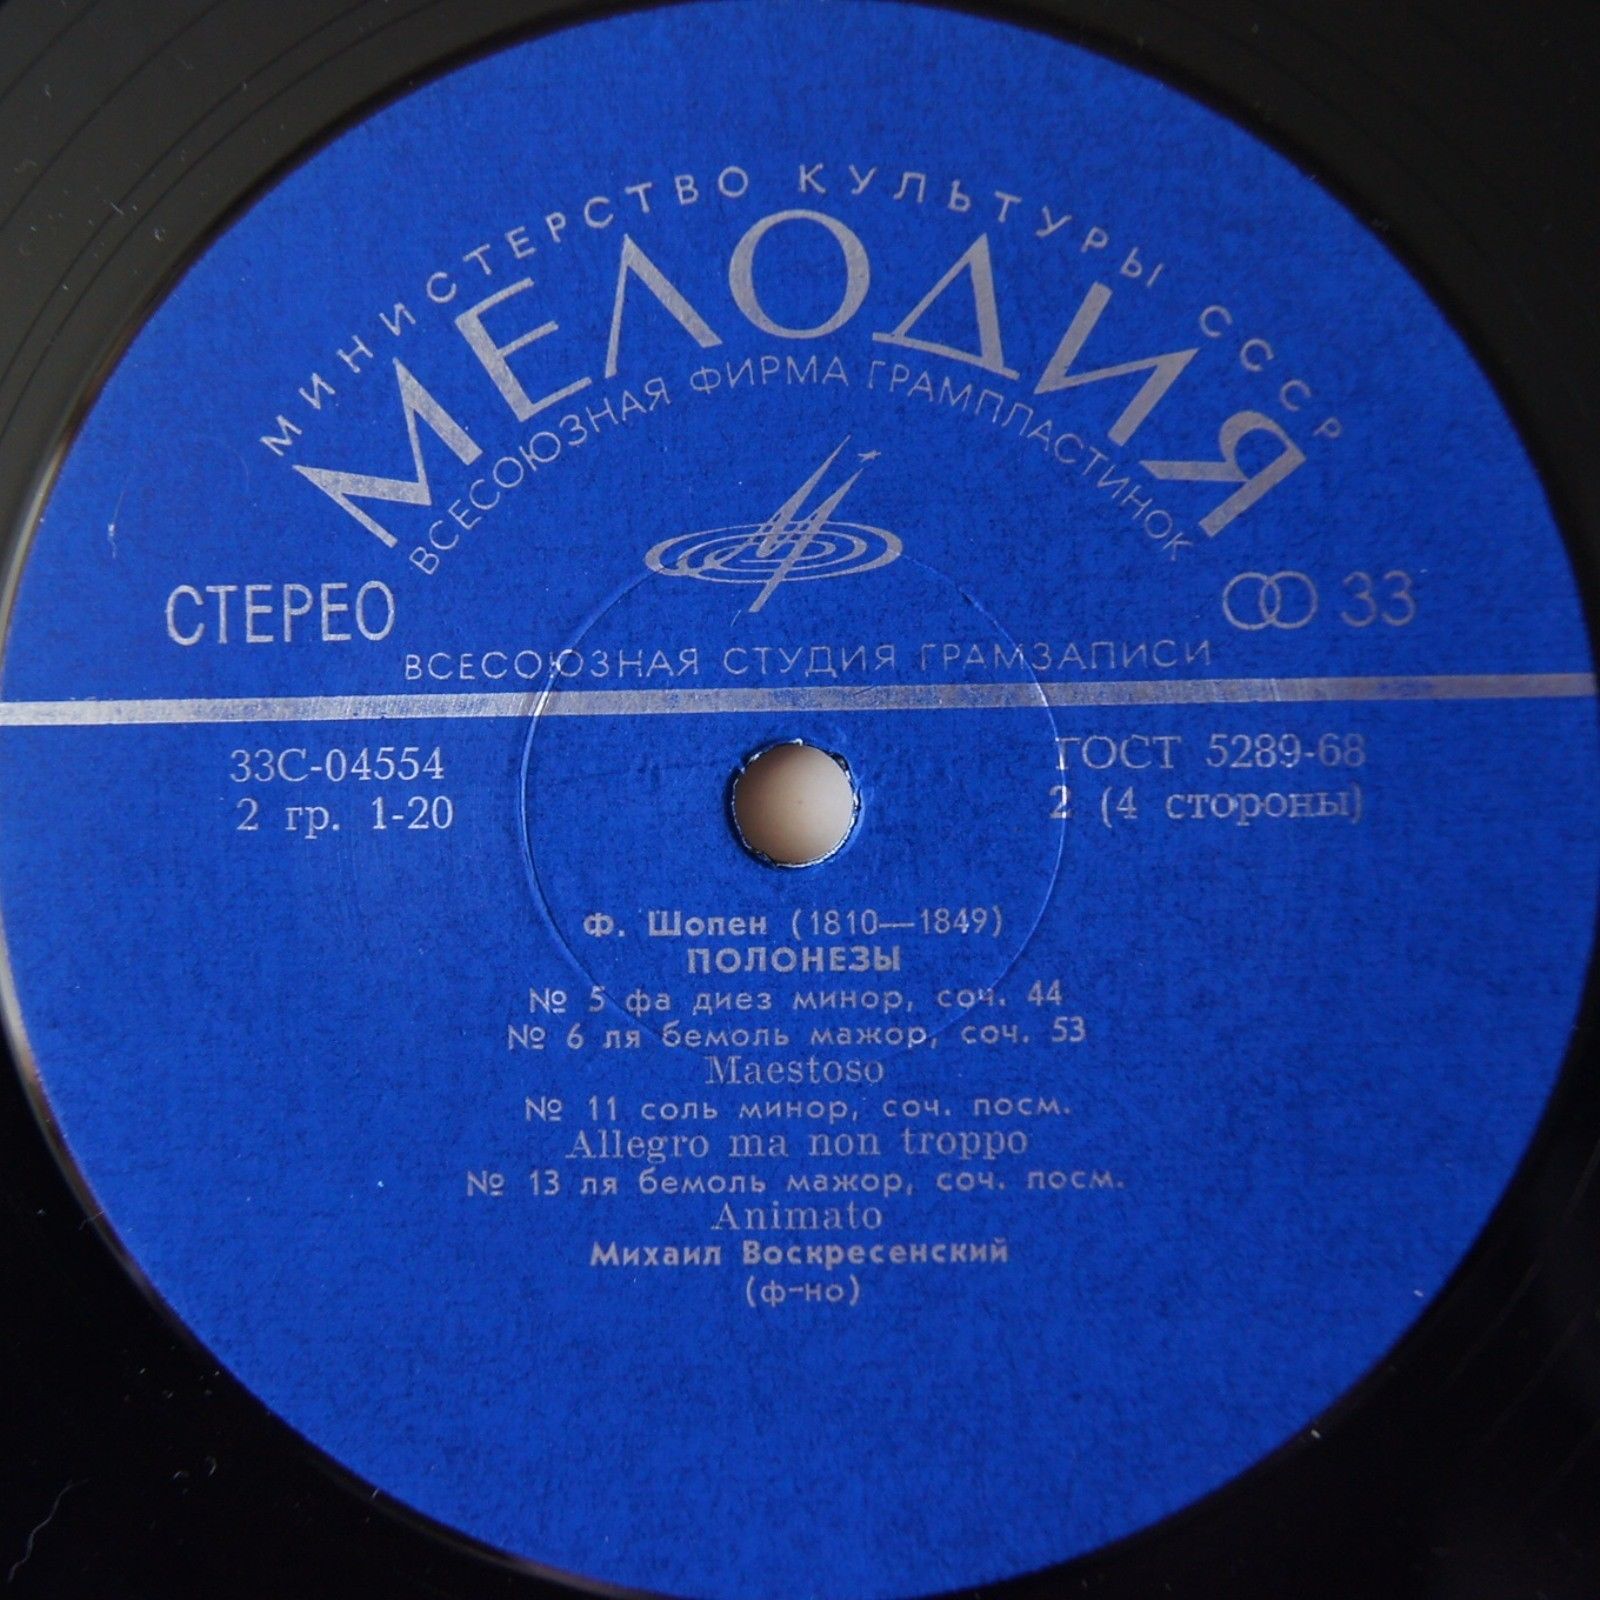 МИНИСТЕРСТВО КУЛЬТУРЫ СССР
МЕЛОДИЯ
ВСЕСОЮЗНАЯ ФИРМА ГРАМПЛАСТИНОК
СТЕРЕО
33
ВСЕСОЮЗНАЯ СТУДИЯ ГРАМЗАПИСИ
33С-04554
ГОСТ 5289-68
2 гр. 1-20
2 (4 стороны)
Ф. Шопен (1810—1849)
ПОЛОНЕЗЫ
№ 5 фа диез минор, соч. 44
№ 6 ля бемоль мажор, соч. 53
Maestoso
№ 11 соль минор, соч. посм.
Allegro ma non troppo
№ 13 ля бемоль мажор, соч. посм.
Animato
Михаил Воскресенский
(ф-но)